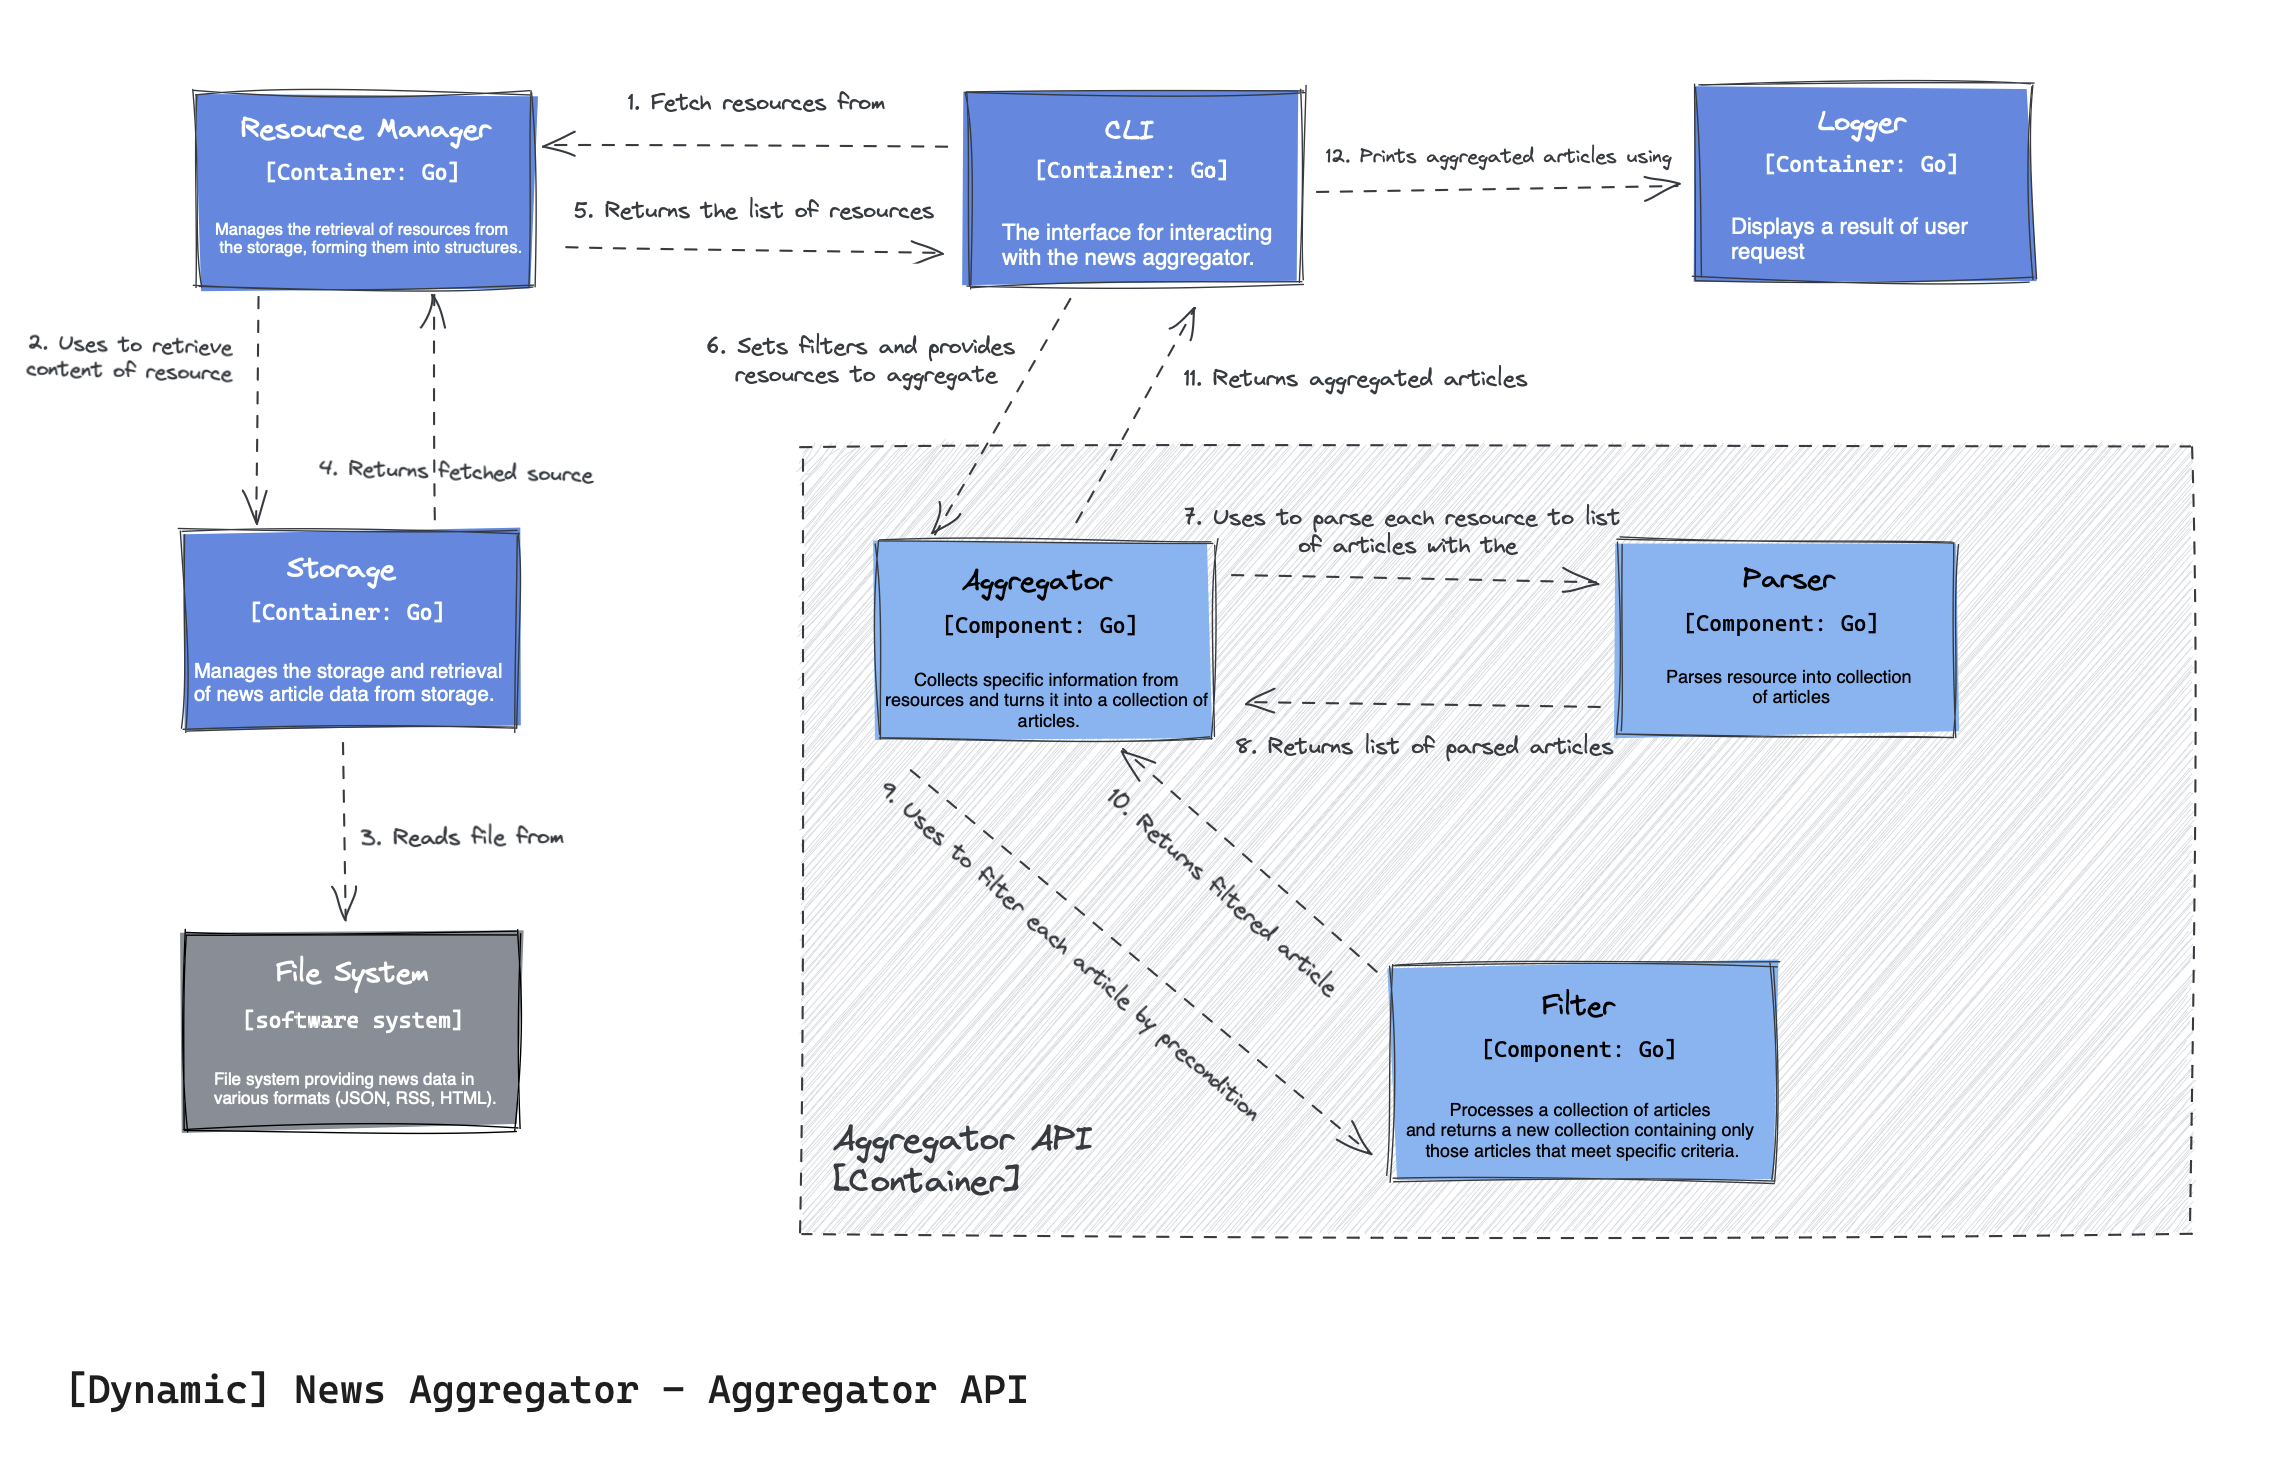 Resource Manager
[Container: Go]
Manages the retrieval of resources from
the storage, forming them into structures.
1. Fetch resources from
5. Returns the list of resources
CLI
[Container: Go]
The interface for interacting
with the news aggregator.
12. Prints aggregated articles using
Logger
[Container: Go]
Displays a result of user
request
2. Uses to retrieve
content of resource
4. Returns fetched source
6. Sets filters and provides
resources to aggregate
11. Returns aggregated articles
Storage
[Container: Go]
Manages the storage and retrieval
of news article data from storage.
3. Reads file from
File System
[software system]
File system providing news data in
various formats (JSON, RSS, HTML).
Aggregator
[Component: Go]
Collects specific information from
resources and turns it into a collection of
articles.
7. Uses to parse each resource to list
of articles with the
8. Returns list of parsed articles
Parser
[Component: Go]
Parses resource into collection
of articles
9. Uses to filter each article by precondition
10. Returns filtered article
Filter
[Component: Go]
Processes a collection of articles
and returns a new collection containing only
those articles that meet specific criteria.
Aggregator API
[Container]
[Dynamic] News Aggregator - Aggregator API